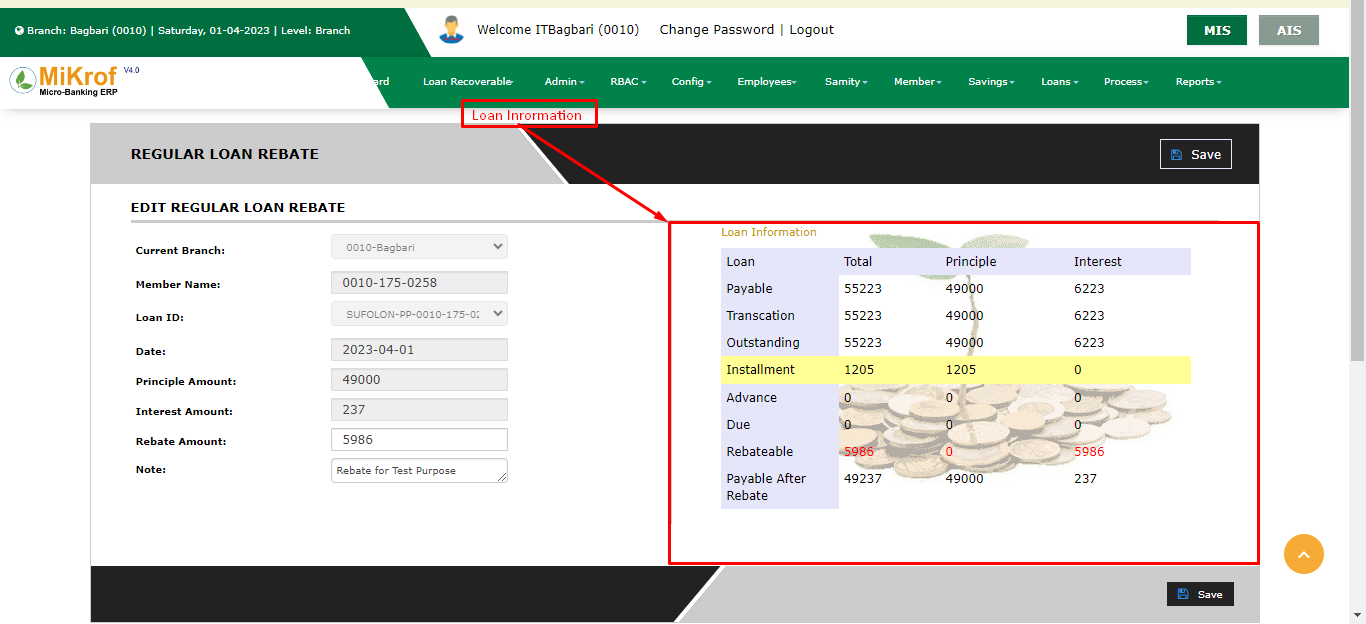 Branch: Bagbari (0010) | Saturday, 01-04-2023 | Level: Branch
Welcome ITBagbari (0010) Change Password | Logout
MIS AIS
MiKrof V4.0
Micro-Banking ERP
ard Loan Recoverable Admin RBAC Config Employees Samity Member Savings Loans Process Reports
Loan Inrormation
REGULAR LOAN REBATE
Save
EDIT REGULAR LOAN REBATE
Current Branch: 0010-Bagbari
Member Name: 0010-175-0258
Loan ID: SUFOLON-PP-0010-175-02
Date: 2023-04-01
Principle Amount: 49000
Interest Amount: 237
Rebate Amount: 5986
Note: Rebate for Test Purpose
Loan Information
Loan Total Principle Interest
Payable 55223 49000 6223
Transcation 55223 49000 6223
Outstanding 55223 49000 6223
Installment 1205 1205 0
Advance 0 0 0
Due 0 0 0
Rebateable 5986 0 5986
Payable After 49237 49000 237
Rebate
Save